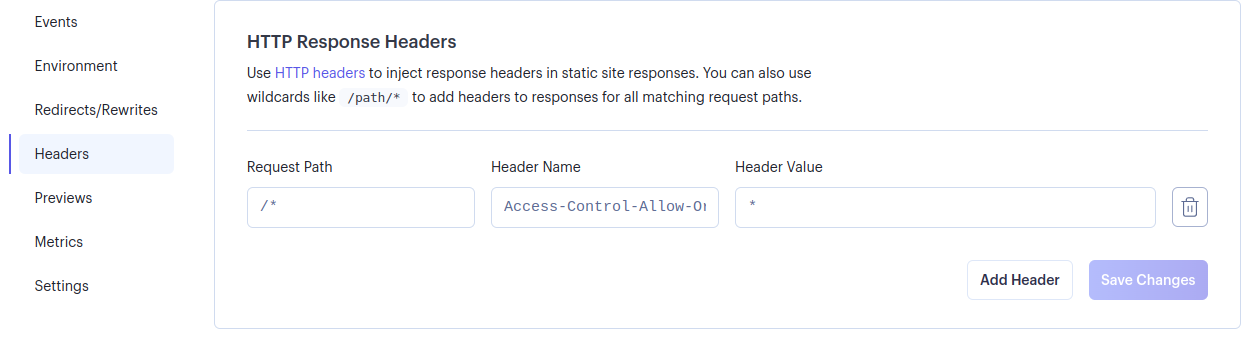 Events
Environment
Redirects/Rewrites
Headers
Previews
Metrics
Settings
HTTP Response Headers
Use HTTP headers to inject response headers in static site responses. You can also use
wildcards like /path/* to add headers to responses for all matching request paths.
Request Path Header Name Header Value
/* Access-Control-Allow-Or *
Add Header Save Changes